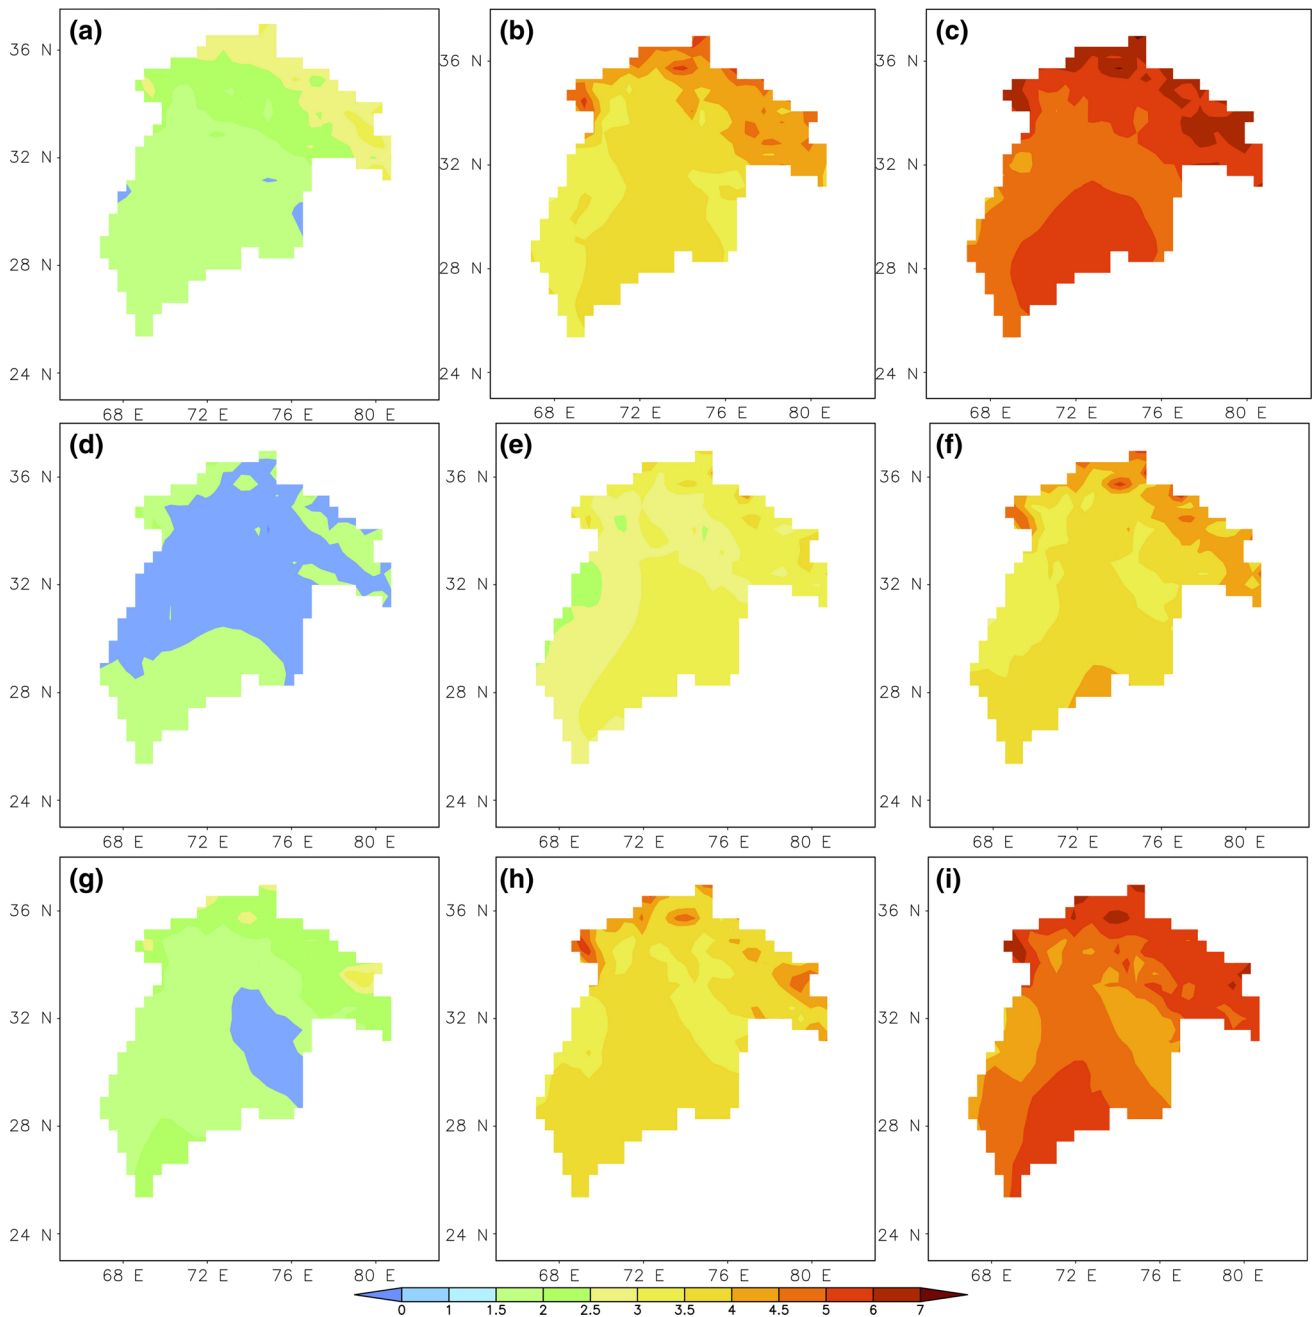 (a) (b) (c)
36 N 36 N 36 N
32 N 32 N 32 N
28 N 28 N 28 N
24 N 24 N 24 N
68 E 72 E 76 E 80 E 68 E 72 E 76 E 80 E 68 E 72 E 76 E 80 E
(d) (e) (f)
36 N 36 N 36 N
32 N 32 N 32 N
28 N 28 N 28 N
24 N 24 N 24 N
68 E 72 E 76 E 80 E 68 E 72 E 76 E 80 E 68 E 72 E 76 E 80 E
(g) (h) (i)
36 N 36 N 36 N
32 N 32 N 32 N
28 N 28 N 28 N
24 N 24 N 24 N
68 E 72 E 76 E 80 E 68 E 72 E 76 E 80 E 68 E 72 E 76 E 80 E
0 1 1.5 2 2.5 3 3.5 4 4.5 5 6 7